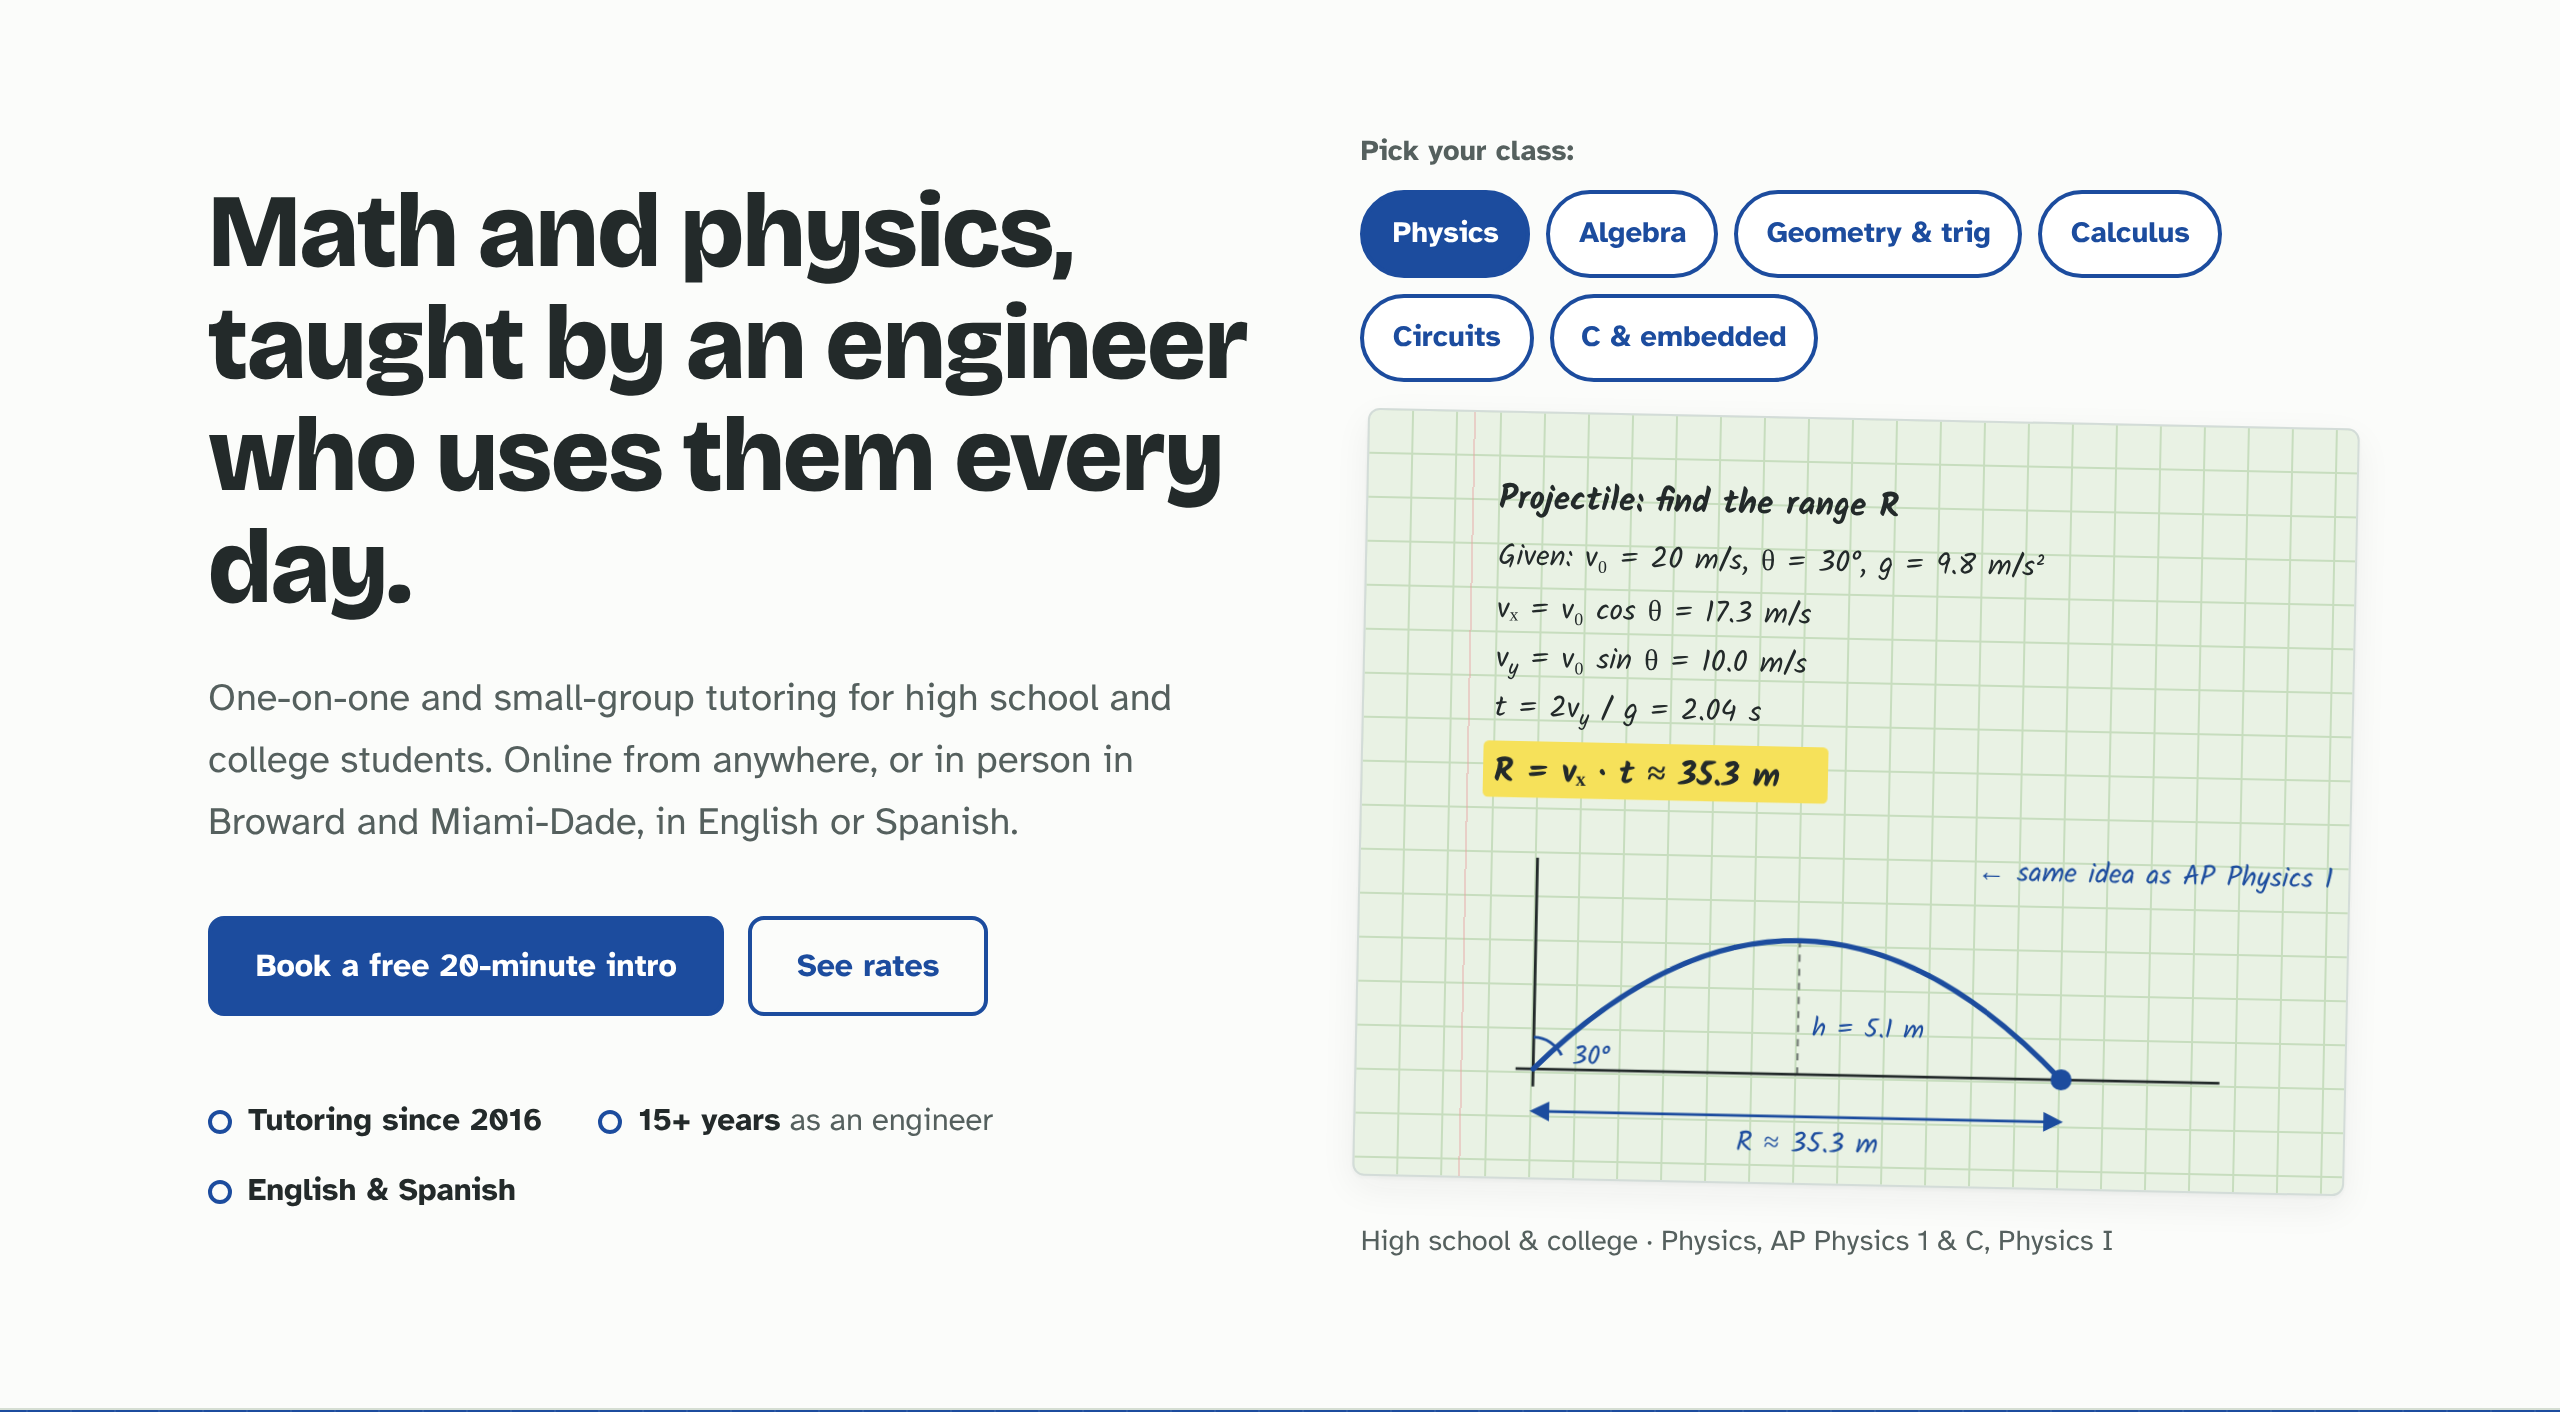 Math and physics,
taught by an engineer
who uses them every
day.
One-on-one and small-group tutoring for high school and
college students. Online from anywhere, or in person in
Broward and Miami-Dade, in English or Spanish.
Book a free 20-minute intro
See rates
Tutoring since 2016
15+ years as an engineer
English & Spanish
Pick your class:
Physics
Algebra
Geometry & trig
Calculus
Circuits
C & embedded
Projectile: find the range R
Given: v₀ = 20 m/s, θ = 30°, g = 9.8 m/s²
vₓ = v₀ cos θ = 17.3 m/s
v_y = v₀ sin θ = 10.0 m/s
t = 2v_y / g = 2.04 s
R = vₓ · t ≈ 35.3 m
← same idea as AP Physics 1
h = 5.1 m
30°
R ≈ 35.3 m
High school & college · Physics, AP Physics 1 & C, Physics I